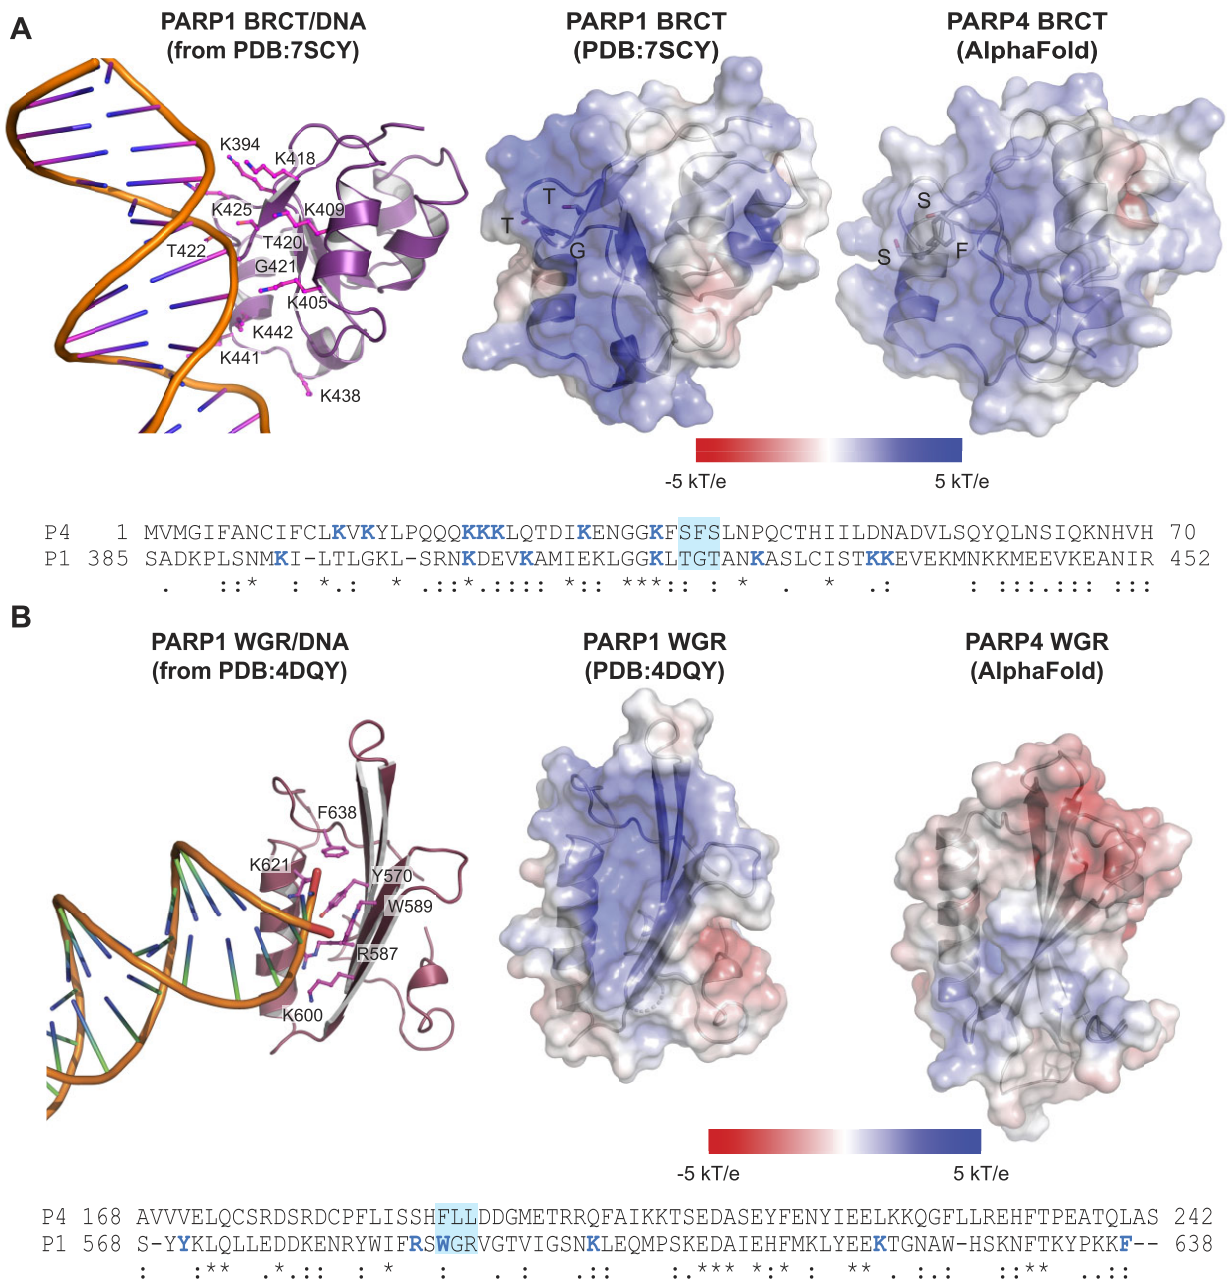 A
PARP1 BRCT/DNA
(from PDB:7SCY)
PARP1 BRCT
(PDB:7SCY)
PARP4 BRCT
(AlphaFold)
K394
K418
K425
K409
T422
T420
G421
K405
K442
K441
K438
T
T
G
S
S
F
-5 kT/e
5 kT/e
P4 1 MVMGIFANCIFCLKVKYLPQQQKKKLQTDIKENGGKFSFSLNPQCTHIILDNADVLSQYQLNSIQKNHVH 70
P1 385 SADKPLSNMKI-LTLGKL-SRNKDEVKAMIEKLGGKLTGTANKASLCISTKKEVEKMNKKMEEVKEANIR 452
. ::* *.: * .::*.::::*:: ***:: : * . * .: ::::.:::: :::
B
PARP1 WGR/DNA
(from PDB:4DQY)
PARP1 WGR
(PDB:4DQY)
PARP4 WGR
(AlphaFold)
F638
K621
Y570
W589
R587
K600
-5 kT/e
5 kT/e
P4 168 AVVVELQCSRDSRDCPFLISSHFLLDDGMETRRQFAIKKTSEDASEYFENYIEELKKQGFLLREHFTPEATQLAS 242
P1 568 S-YYKLQLLEDDKENRYWIFRSWGRVGTVIGSNKLEQMPSKEDAIEHFMKLYEEKTGNAW-HSKNFTKYPKKF-- 638
: :** .*.:: : * : . : .:: .***.*: * ** . .: :** . .: ::